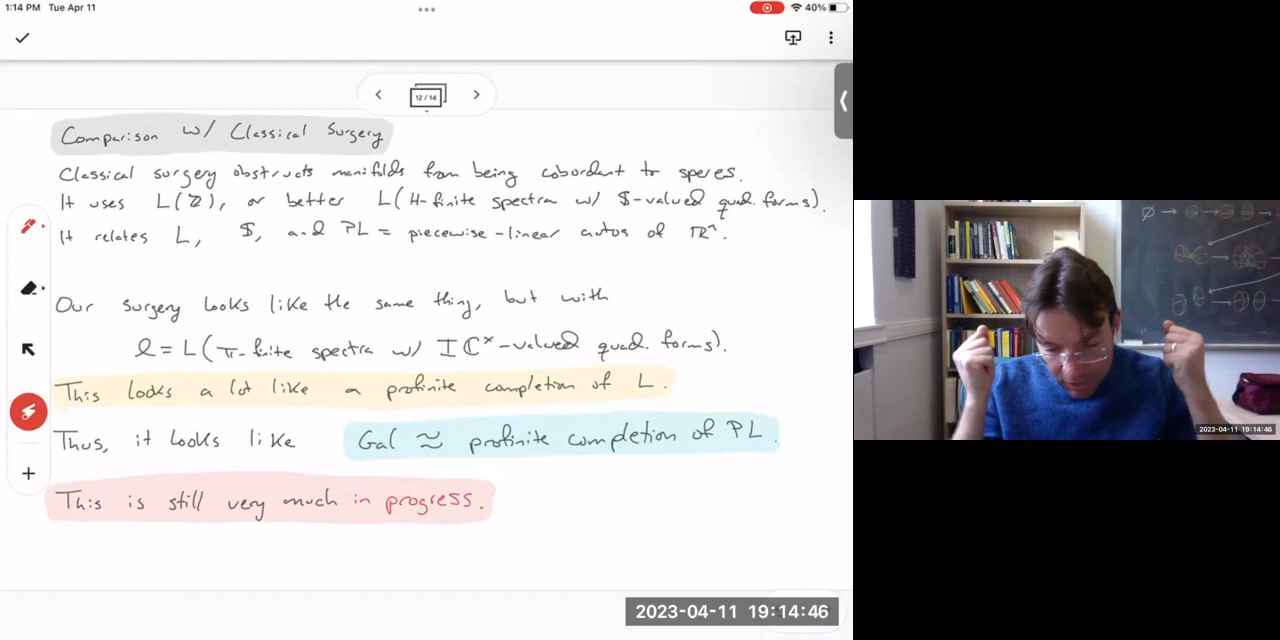 1:14 PM Tue Apr 11
40%
12 / 14
Comparison w/ Classical Surgery
Classical surgery obstructs manifolds from being cobordant to speres.
It uses L(ℤ), or better L(H-finite spectra w/ $-valued quad. forms).
It relates L, $, and PL = piecewise-linear autos of ℝⁿ.
Our surgery looks like the same thing, but with
ℓ = L(π-finite spectra w/ Iℂˣ-valued quad. forms).
This looks a lot like a profinite completion of L.
Thus, it looks like Gal ≈ profinite completion of PL.
This is still very much in progress.
2023-04-11 19:14:46
2023-04-11 19:14:46